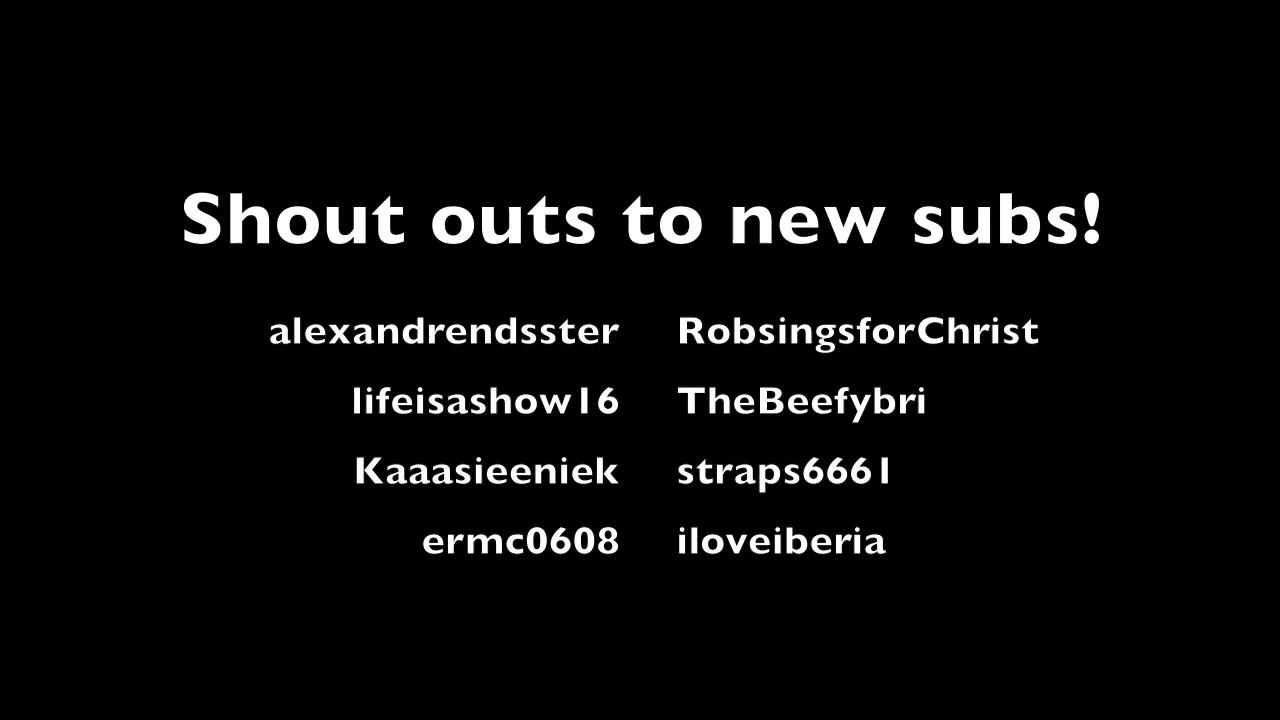 Shout outs to new subs!
alexandrendsster RobsingsforChrist
lifeisashow16 TheBeefybri
Kaaasieeniek straps6661
ermc0608 iloveiberia